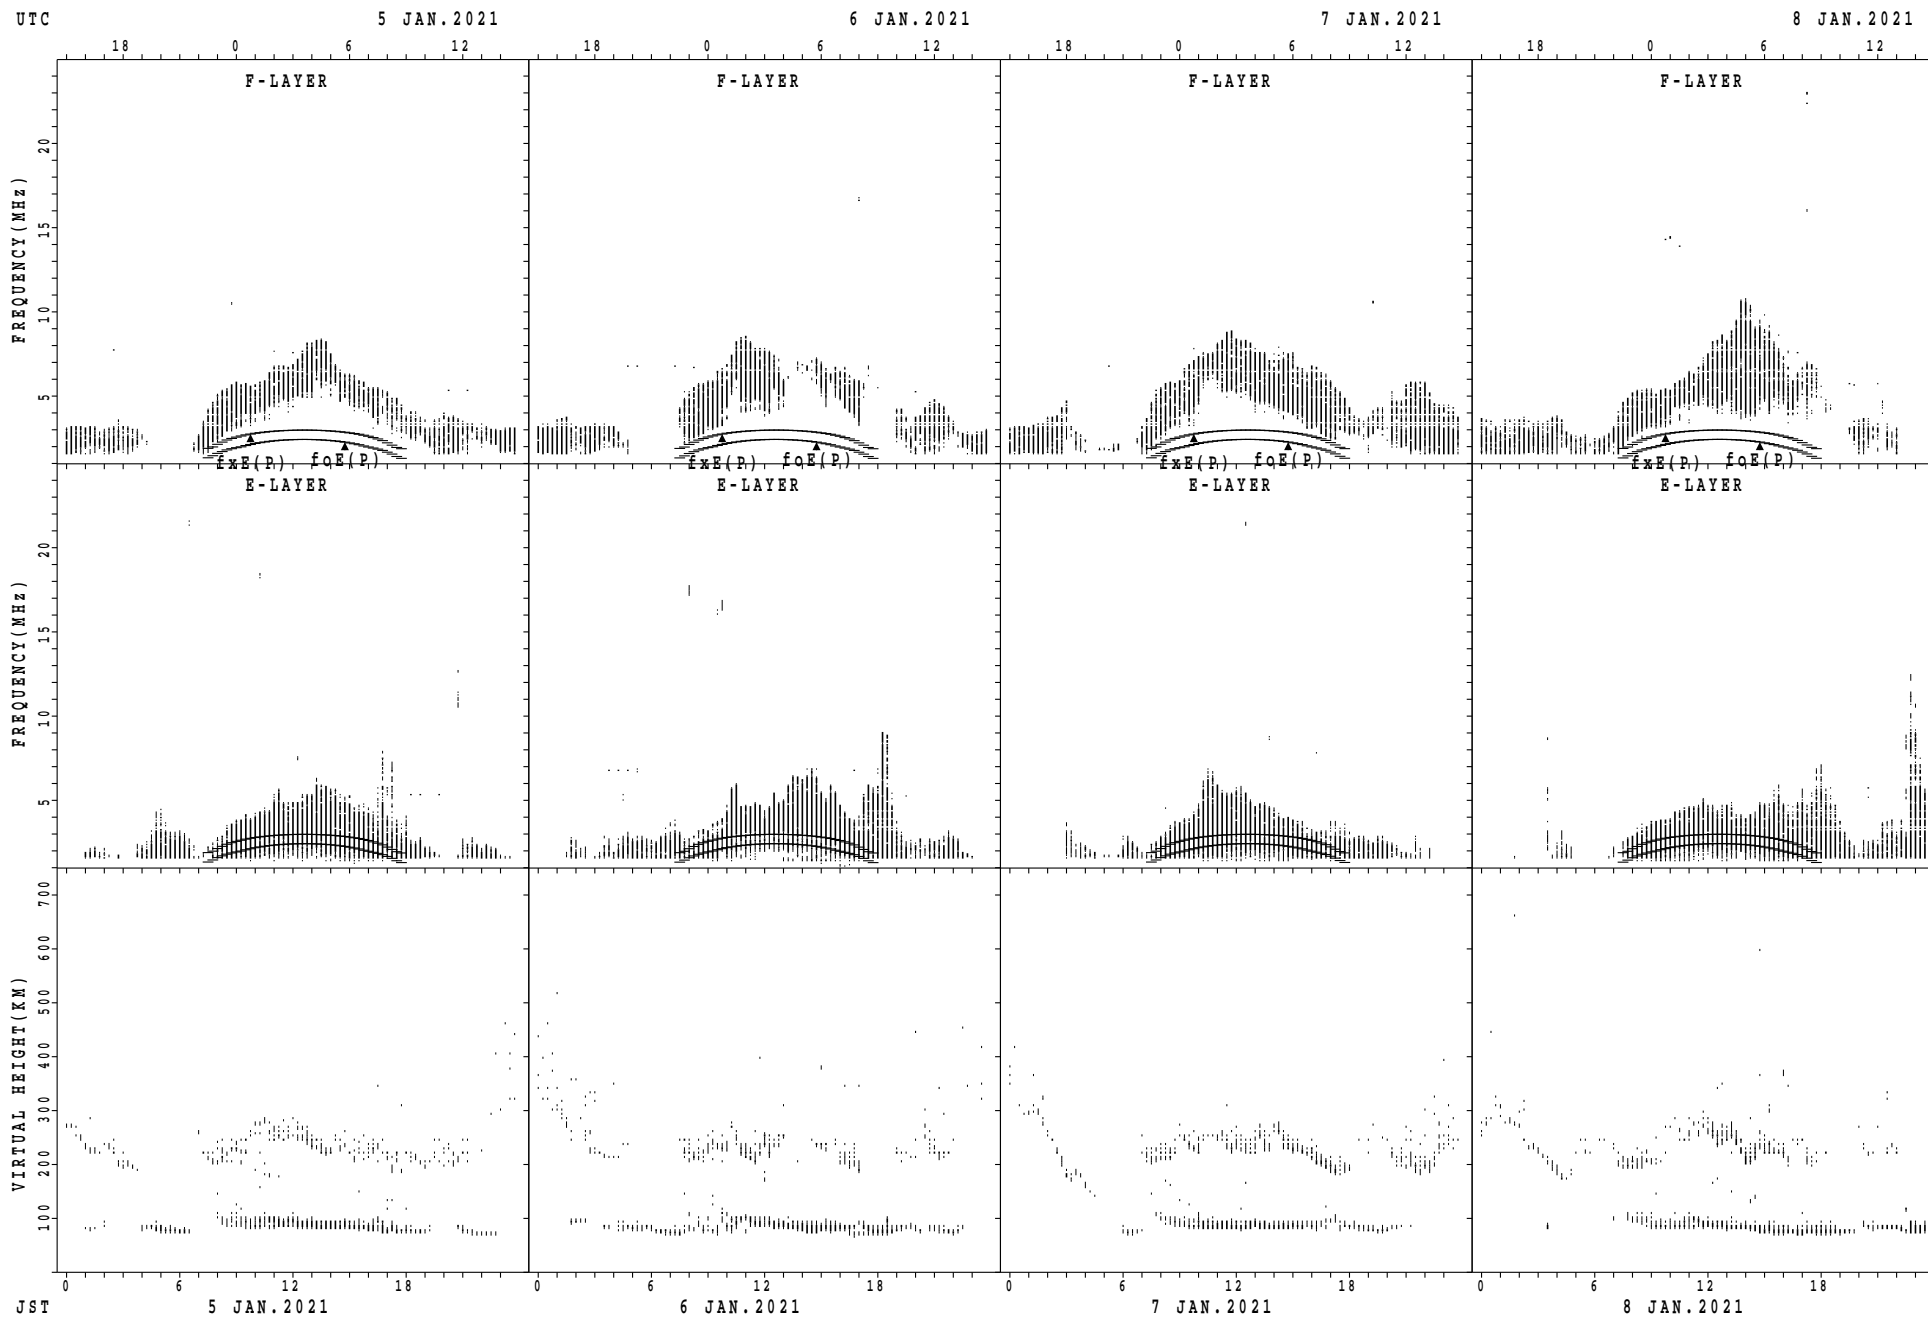 UTC 5 JAN.2021 6 JAN.2021 7 JAN.2021 8 JAN.2021
18 0 6 12 18 0 6 12 18 0 6 12 18 0 6 12
F-LAYER F-LAYER F-LAYER F-LAYER
FREQUENCY(MHz)
20
15
10
5
fxE(P) foE(P) fxE(P) foE(P) fxE(P) foE(P) fxE(P) foE(P)
E-LAYER E-LAYER E-LAYER E-LAYER
FREQUENCY(MHz)
20
15
10
5
VIRTUAL HEIGHT(KM)
700
600
500
400
300
200
100
0 6 12 18 0 6 12 18 0 6 12 18 0 6 12 18
JST 5 JAN.2021 6 JAN.2021 7 JAN.2021 8 JAN.2021